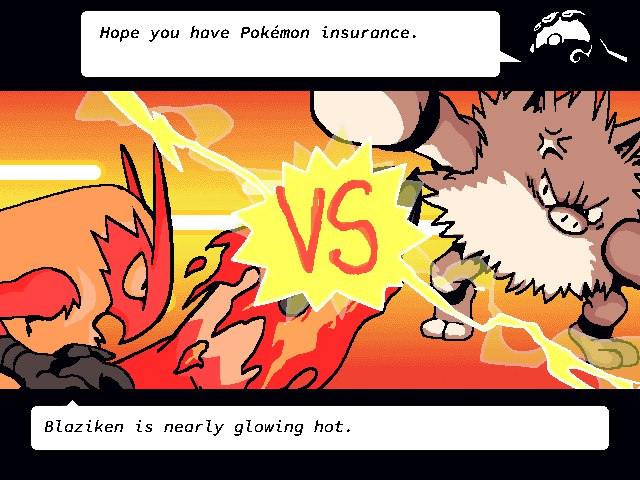 Hope you have Pokémon insurance.
VS
Blaziken is nearly glowing hot.